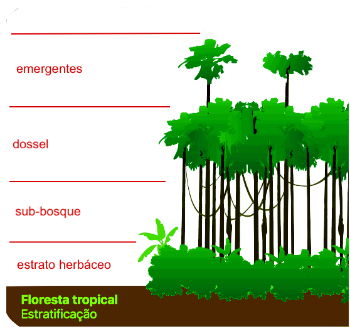 emergentes
dossel
sub-bosque
estrato herbáceo
Floresta tropical
Estratificação